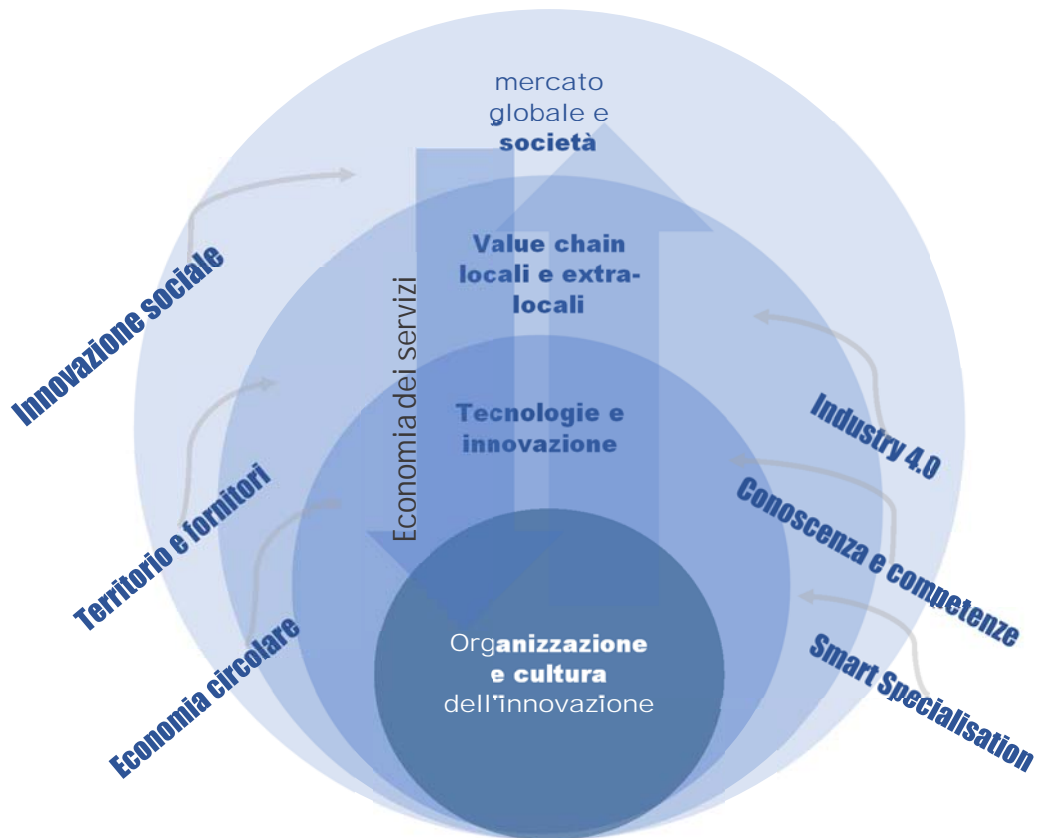 mercato
globale e
società
Value chain
locali e extra-
locali
Tecnologie e
innovazione
Organizzazione
e cultura
dell'innovazione
Economia dei servizi
Innovazione sociale
Territorio e fornitori
Economia circolare
Industry 4.0
Conoscenza e competenze
Smart Specialisation